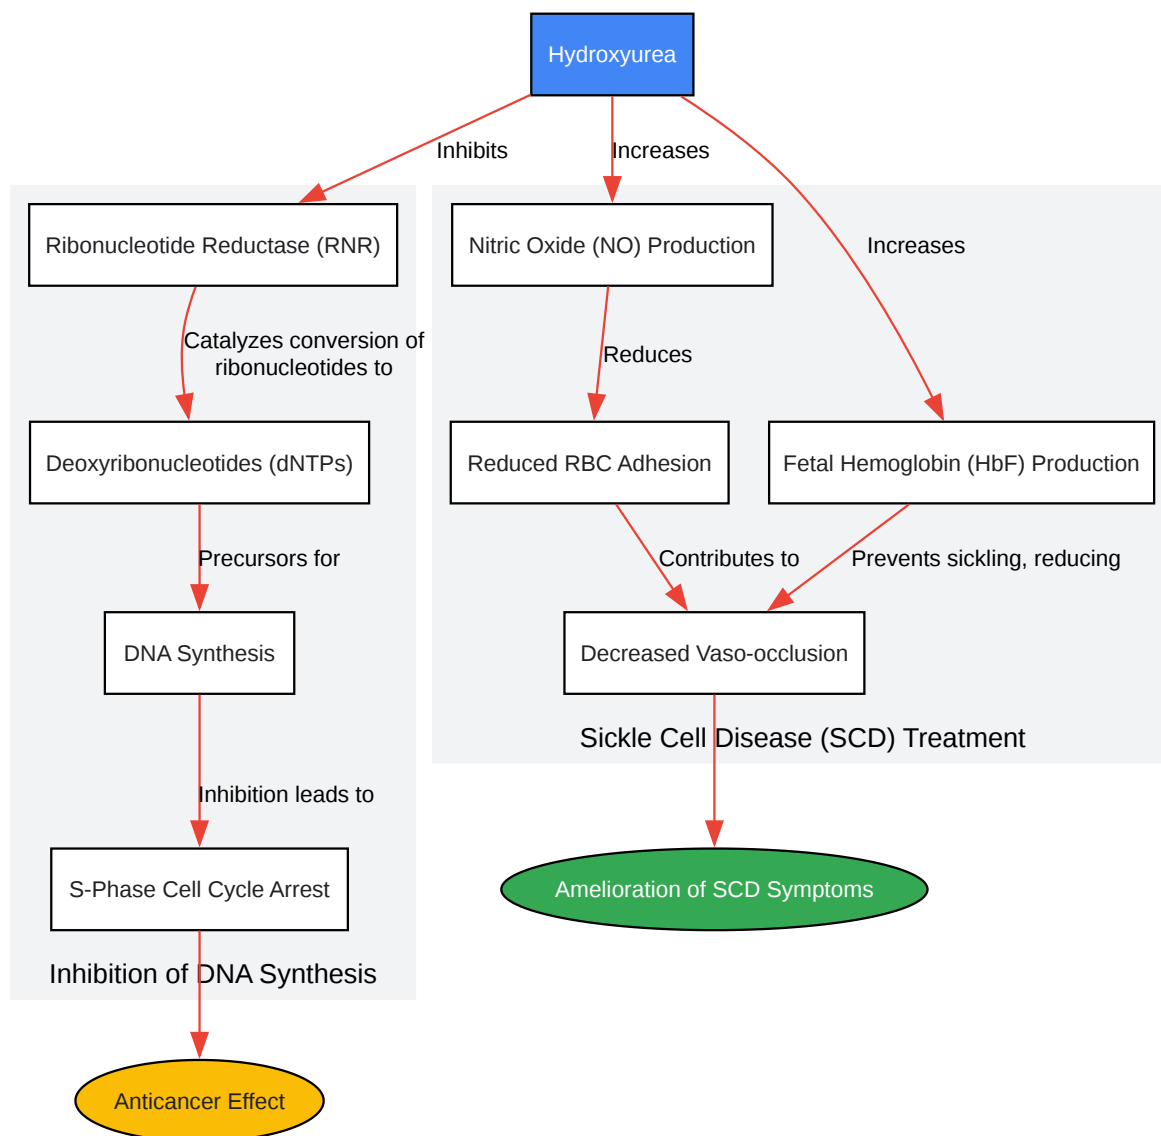 Hydroxyurea
Inhibits
Increases
Ribonucleotide Reductase (RNR)
Nitric Oxide (NO) Production
Increases
Catalyzes conversion of
ribonucleotides to
Reduces
Deoxyribonucleotides (dNTPs)
Reduced RBC Adhesion
Fetal Hemoglobin (HbF) Production
Precursors for
Contributes to
Prevents sickling, reducing
DNA Synthesis
Decreased Vaso-occlusion
Sickle Cell Disease (SCD) Treatment
Inhibition leads to
S-Phase Cell Cycle Arrest
Amelioration of SCD Symptoms
Inhibition of DNA Synthesis
Anticancer Effect